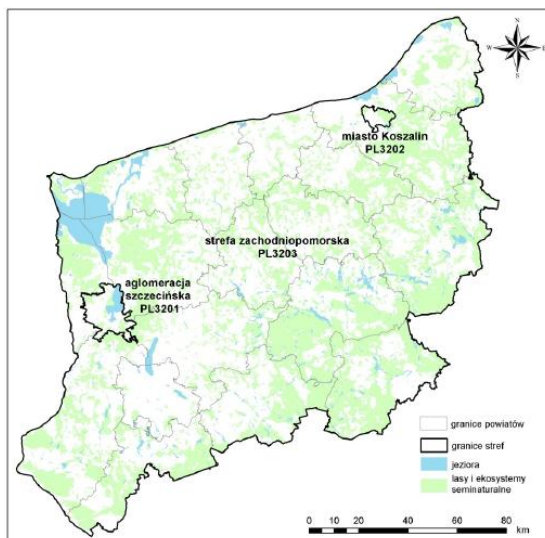 N
W
E
S
miasto Koszalin
PL3202
strefa zachodniopomorska
PL3203
aglomeracja
szczecińska
PL3201
granice powiatów
granice stref
jeziora
lasy i ekosystemy
seminaturalne
0 10 20 40 60 80
km